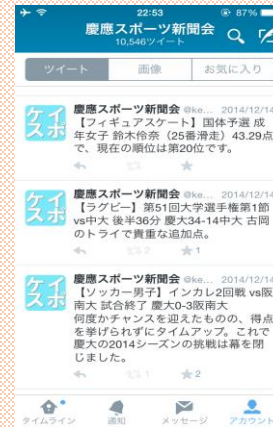 22:53
87%
慶應スポーツ新聞会
10,546ツイート
ツイート
画像
お気に入り
ケイスポ
慶應スポーツ新聞会 @ke... 2014/12/14
【フィギュアスケート】国体予選 成
年女子 鈴木伶奈（25番滑走）43.29点
で、現在の順位は第20位です。
ケイスポ
慶應スポーツ新聞会 @ke... 2014/12/14
【ラグビー】第51回大学選手権第1節
vs中大 後半36分 慶大34-14中大 古岡
のトライで貴重な追加点。
2
1
ケイスポ
慶應スポーツ新聞会 @ke... 2014/12/14
【ソッカー男子】インカレ2回戦 vs阪
南大 試合終了 慶大0-3阪南大
何度かチャンスを迎えたものの、得点
を挙げられずにタイムアップ。これで
慶大の2014シーズンの挑戦は幕を閉
じました。
1
2
タイムライン
通知
メッセージ
アカウント